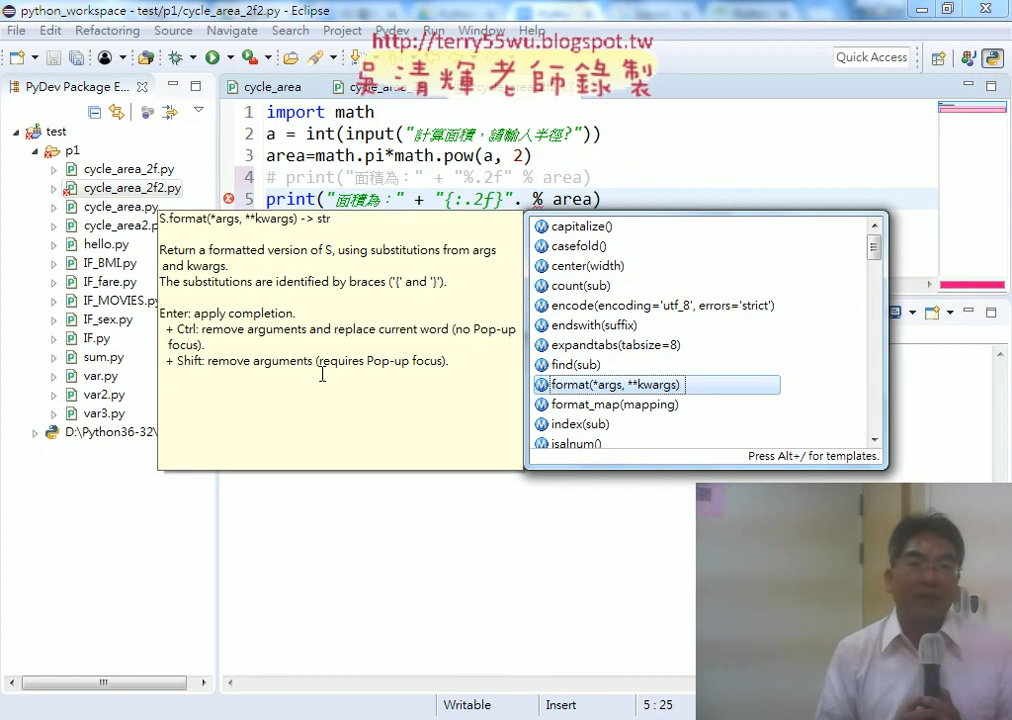 python_workspace - test/p1/cycle_area_2f2.py - Eclipse
File Edit Refactoring Source Navigate Search Project Pydev Run Window
http://terry55wu.blogspot.tw
吳清輝老師錄製
Quick Access
PyDev Package E...
cycle_area
test
p1
cycle_area_2f.py
cycle_area_2f2.py
cycle_area.py
cycle_area2.p
hello.py
IF_BMI.py
IF_fare.py
IF_MOVIES.py
IF_sex.py
IF.py
sum.py
var.py
var2.py
var3.py
D:\Python36-32\
1 import math
2 a = int(input("計算面積，請輸入半徑?"))
3 area=math.pi*math.pow(a, 2)
4 # print("面積為：" + "%.2f" % area)
5 print("面積為：" + "{:.2f}". % area)
S.format(*args, **kwargs) -> str
Return a formatted version of S, using substitutions from args
and kwargs.
The substitutions are identified by braces ('{' and '}').
Enter: apply completion.
+ Ctrl: remove arguments and replace current word (no Pop-up
focus).
+ Shift: remove arguments (requires Pop-up focus).
capitalize()
casefold()
center(width)
count(sub)
encode(encoding='utf_8', errors='strict')
endswith(suffix)
expandtabs(tabsize=8)
find(sub)
format(*args, **kwargs)
format_map(mapping)
index(sub)
isalnum()
Press Alt+/ for templates.
Writable Insert 5 : 25